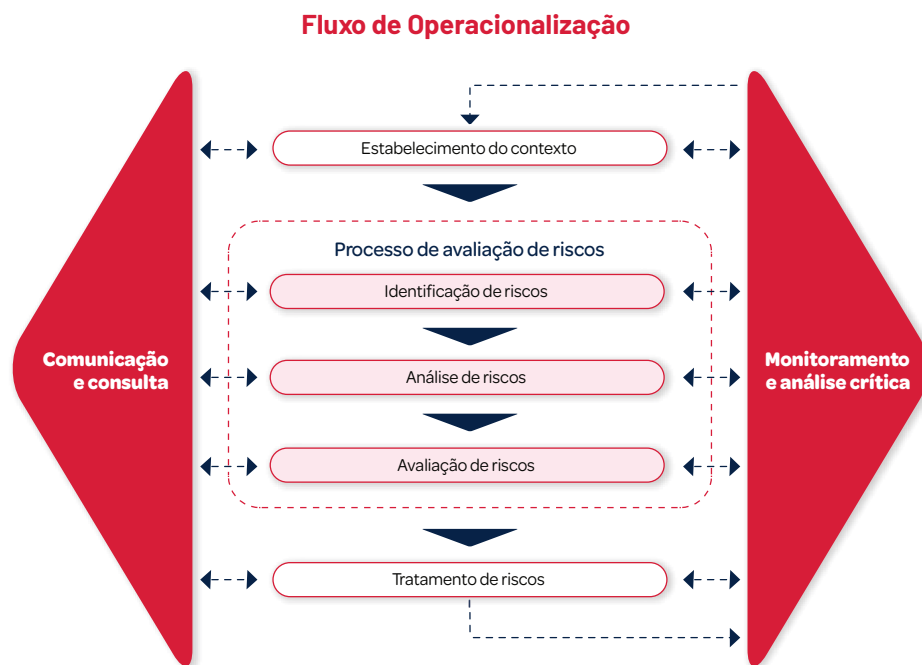 Fluxo de Operacionalização
Estabelecimento do contexto
Processo de avaliação de riscos
Identificação de riscos
Comunicação
e consulta
Análise de riscos
Monitoramento
e análise crítica
Avaliação de riscos
Tratamento de riscos